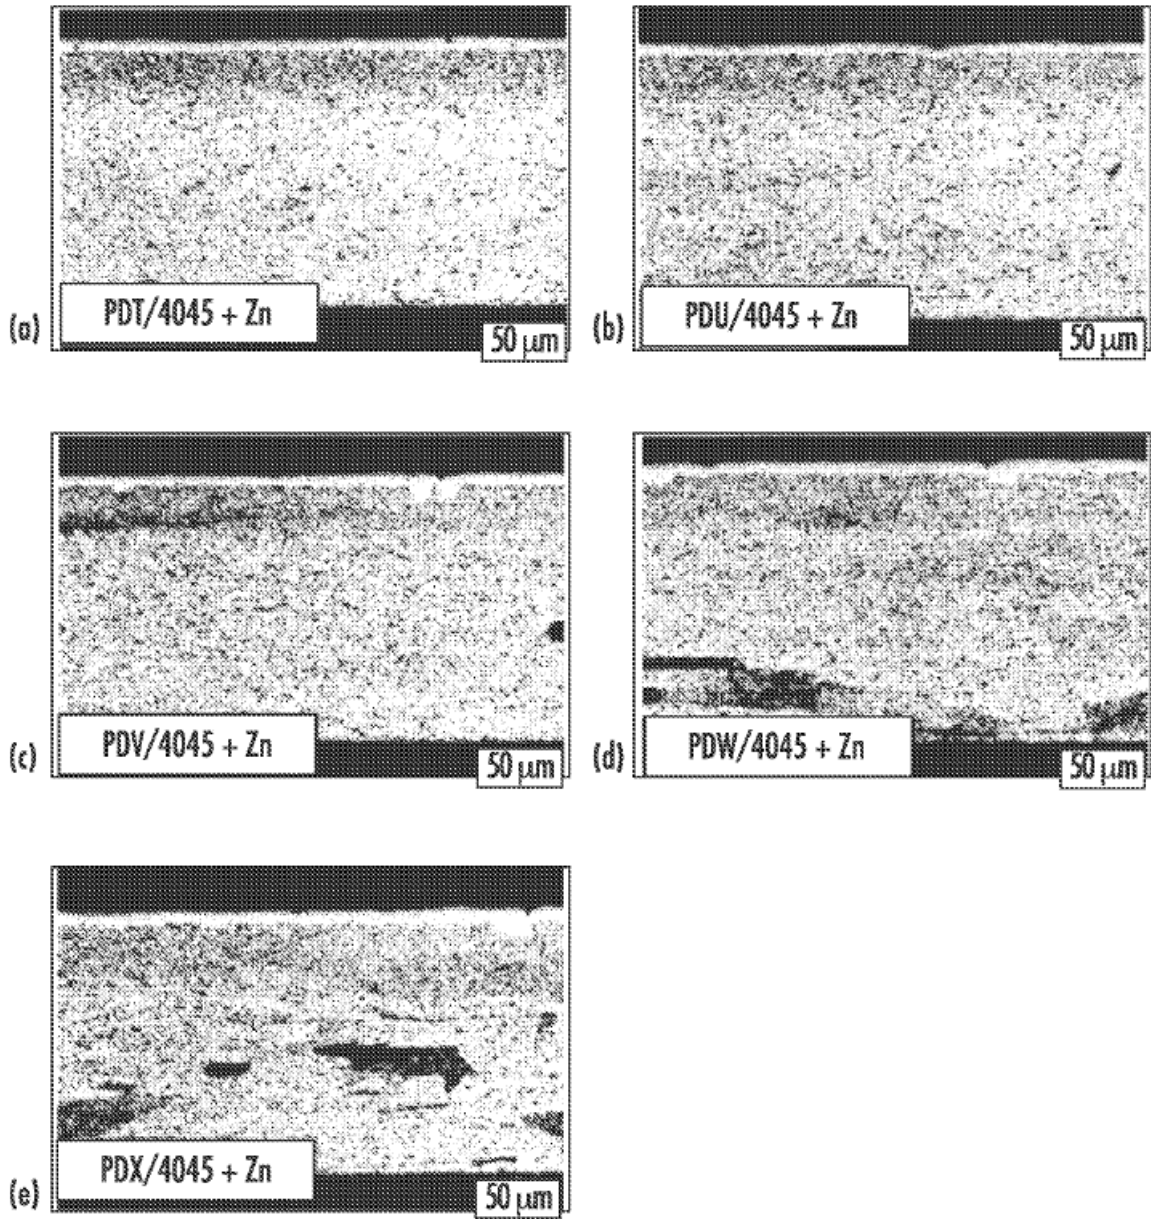 (a)
PDT/4045 + Zn
50 μm
(b)
PDU/4045 + Zn
50 μm
(c)
PDV/4045 + Zn
50 μm
(d)
PDW/4045 + Zn
50 μm
(e)
PDX/4045 + Zn
50 μm